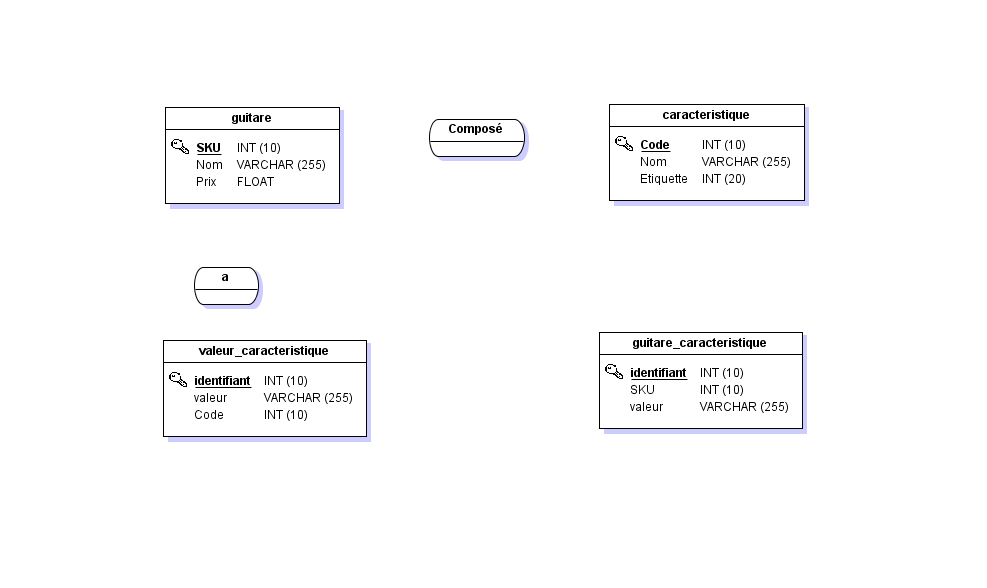 guitare
SKU INT (10)
Nom VARCHAR (255)
Prix FLOAT
Composé
caracteristique
Code INT (10)
Nom VARCHAR (255)
Etiquette INT (20)
a
valeur_caracteristique
identifiant INT (10)
valeur VARCHAR (255)
Code INT (10)
guitare_caracteristique
identifiant INT (10)
SKU INT (10)
valeur VARCHAR (255)